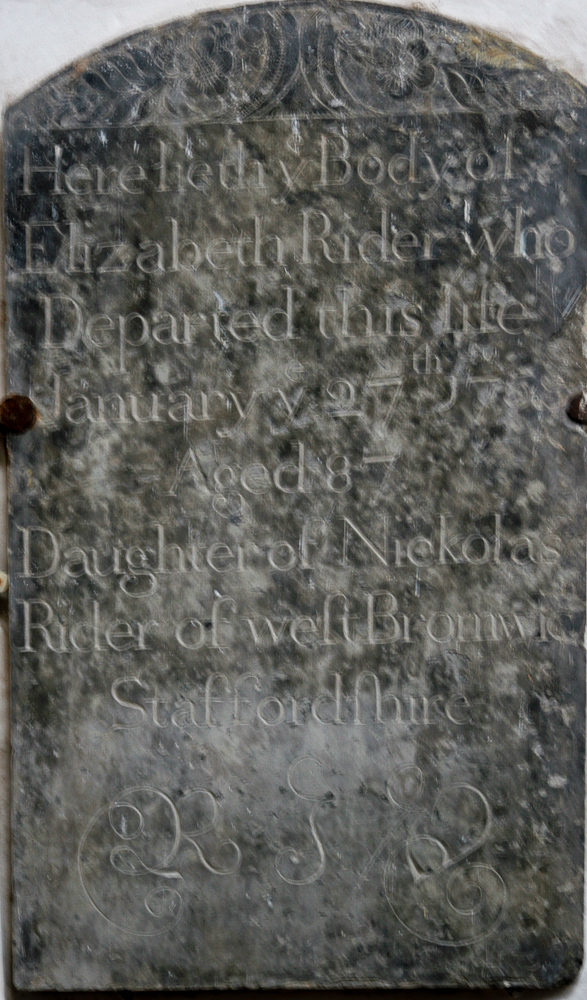 Here lieth yͤ Body of
Elizabeth Rider who
Departed this life
January yͤ 27th
Aged 87
Daughter of Nickolas
Rider of weſt Bromwic
Staffordſhire